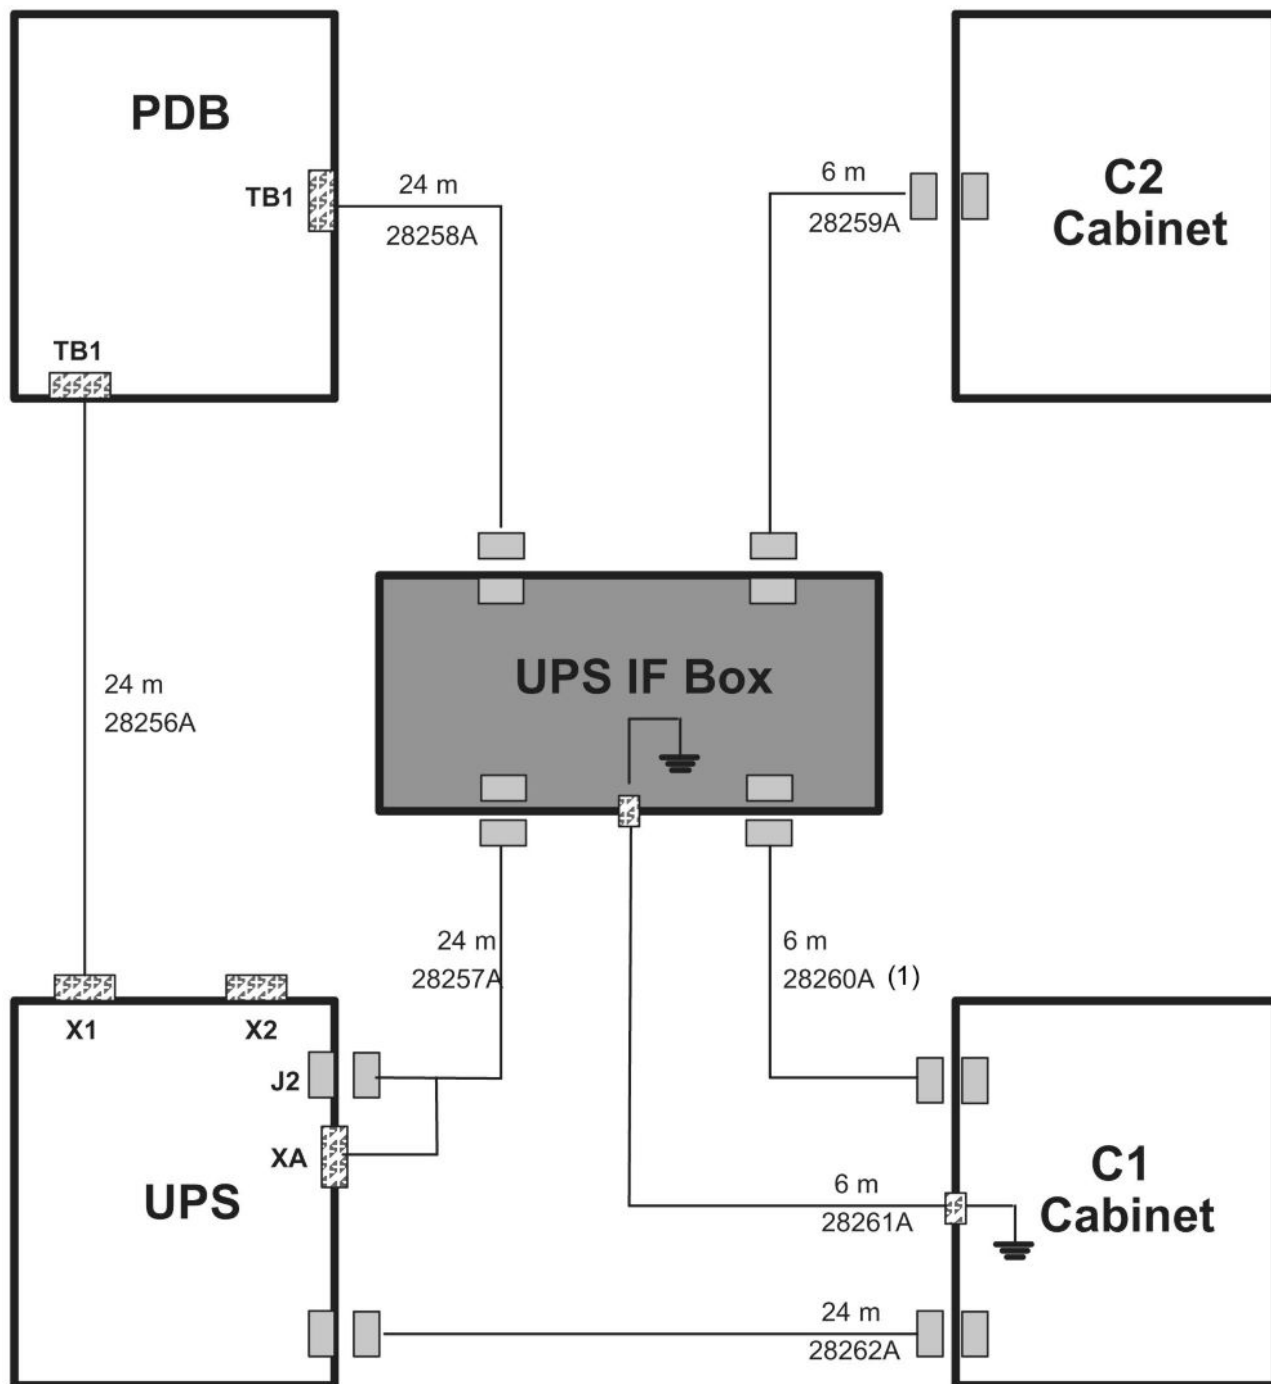 PDB
TB1
24 m
28258A
6 m
28259A
C2
Cabinet
TB1
24 m
28256A
UPS IF Box
24 m
28257A
6 m
28260A (1)
X1
X2
J2
XA
UPS
C1
Cabinet
6 m
28261A
24 m
28262A